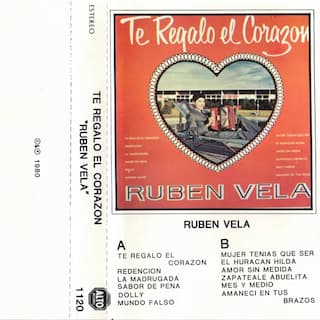 ESTEREO
TE REGALO EL CORAZON
"RUBEN VELA"
©℗ 1980
1120
Te Regalo el Corazon
RUBEN VELA
RUBEN VELA
A
TE REGALO EL
CORAZON
REDENCION
LA MADRUGADA
SABOR DE PENA
DOLLY
MUNDO FALSO
B
MUJER TENIAS QUE SER
EL HURACAN HILDA
AMOR SIN MEDIDA
ZAPATEALE ABUELITA
MES Y MEDIO
AMANECI EN TUS
BRAZOS